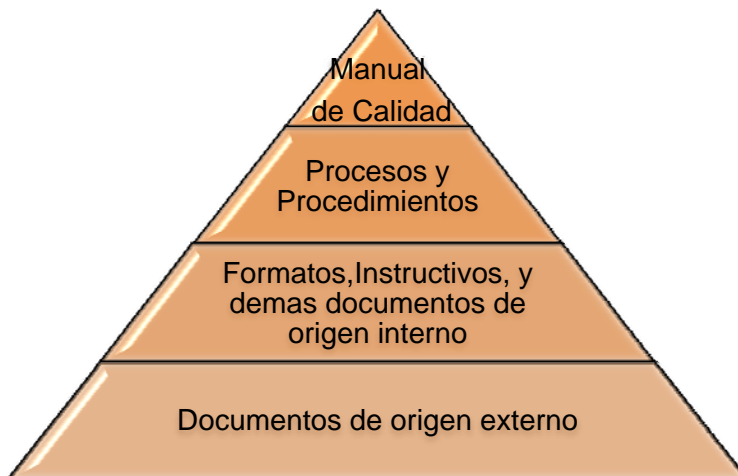 Manual
de Calidad
Procesos y
Procedimientos
Formatos,Instructivos, y
demas documentos de
origen interno
Documentos de origen externo